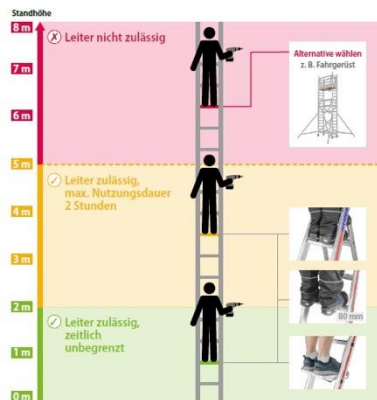 Standhöhe
8 m
Leiter nicht zulässig
Alternative wählen
z. B. Fahrgerüst
7 m
6 m
5 m
Leiter zulässig,
max. Nutzungsdauer
2 Stunden
4 m
3 m
80 mm
2 m
Leiter zulässig,
zeitlich
unbegrenzt
1 m
0 m